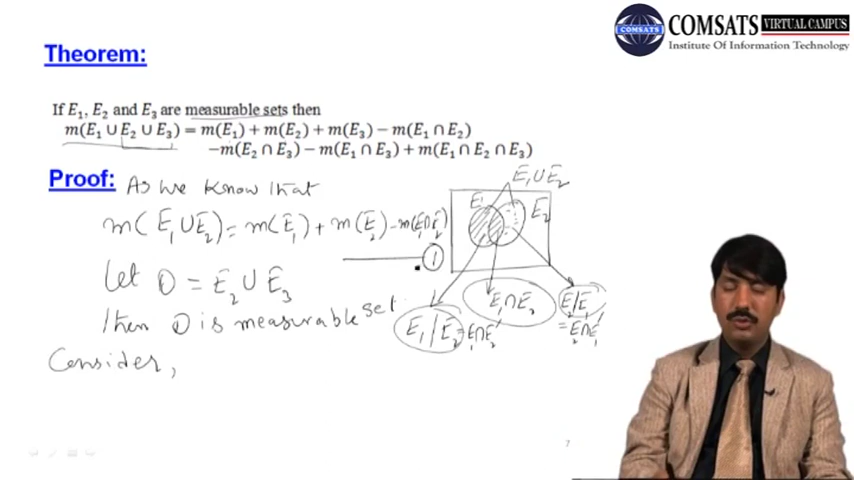 COMSATS VIRTUAL CAMPUS
Institute Of Information Technology
COMSATS
Theorem:
If E₁, E₂ and E₃ are measurable sets then
m(E₁ ∪ E₂ ∪ E₃) = m(E₁) + m(E₂) + m(E₃) − m(E₁ ∩ E₂)
−m(E₂ ∩ E₃) − m(E₁ ∩ E₃) + m(E₁ ∩ E₂ ∩ E₃)
Proof: As we know that
m(E₁ ∪ E₂) = m(E₁) + m(E₂) − m(E₁∩E₂)
①
Let D = E₂ ∪ E₃
then D is measurable set.
Consider,
E₁ ∪ E₂
E₁
E₂
E₁ ∩ E₂
E₁/E₂ = E₁∩E₂′
E₂/E₁
= E₂∩E₁′
7